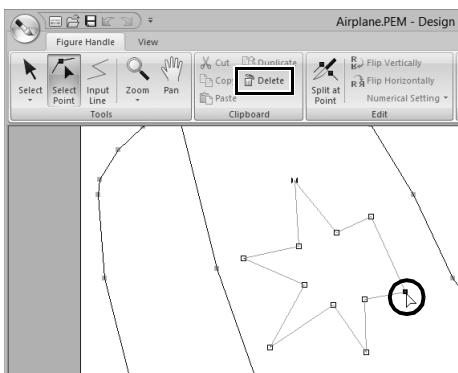 Airplane.PEM - Design
Figure Handle View
Select
Select Point
Input Line
Zoom
Pan
Tools
Cut
Duplicate
Copy
Delete
Paste
Clipboard
Split at Point
Flip Vertically
Flip Horizontally
Numerical Setting
Edit